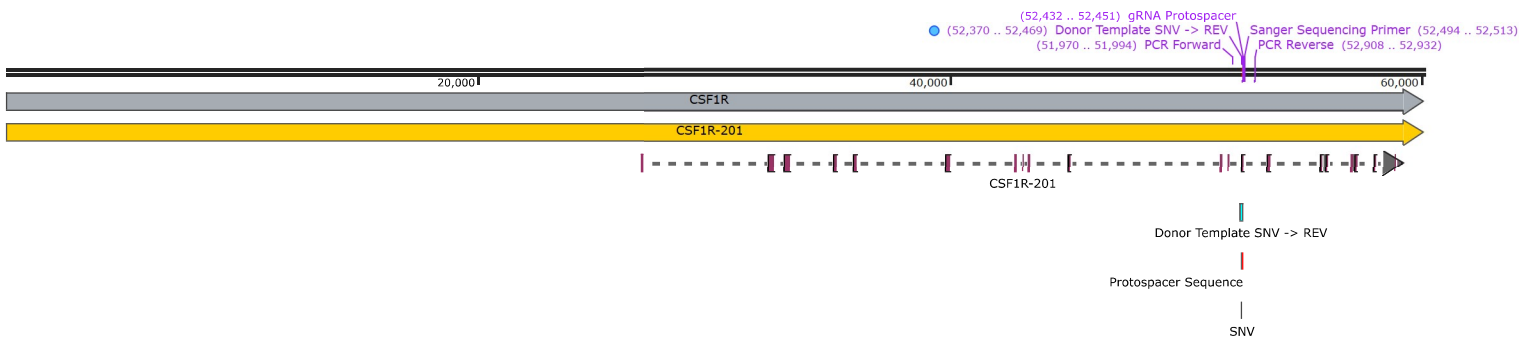 (52,432 .. 52,451) gRNA Protospacer
(52,370 .. 52,469) Donor Template SNV -> REV Sanger Sequencing Primer (52,494 .. 52,513)
(51,970 .. 51,994) PCR Forward PCR Reverse (52,908 .. 52,932)
20,000 40,000 60,000
CSF1R
CSF1R-201
CSF1R-201
Donor Template SNV -> REV
Protospacer Sequence
SNV